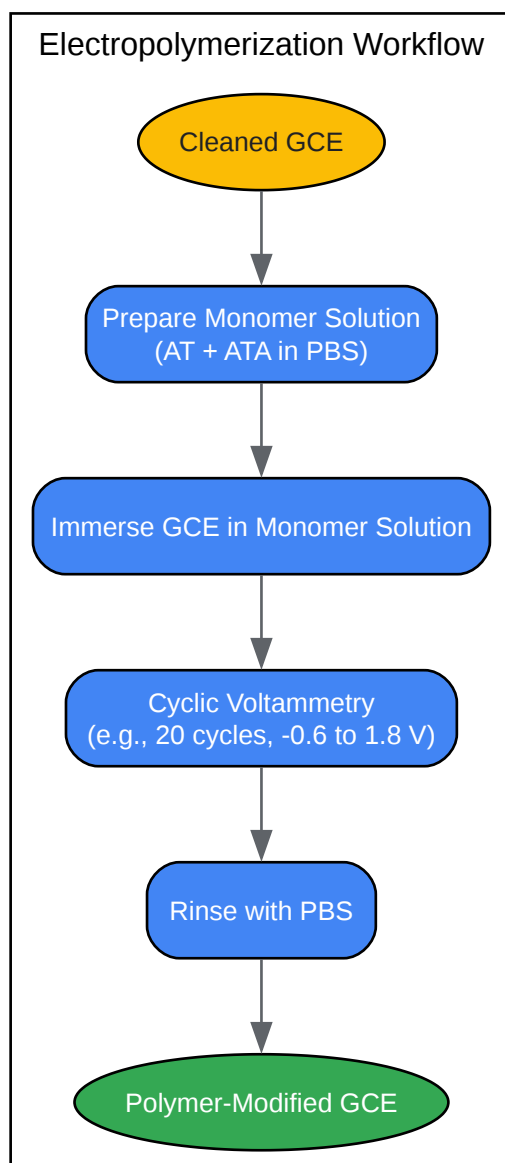 Electropolymerization Workflow
Cleaned GCE
Prepare Monomer Solution
(AT + ATA in PBS)
Immerse GCE in Monomer Solution
Cyclic Voltammetry
(e.g., 20 cycles, -0.6 to 1.8 V)
Rinse with PBS
Polymer-Modified GCE